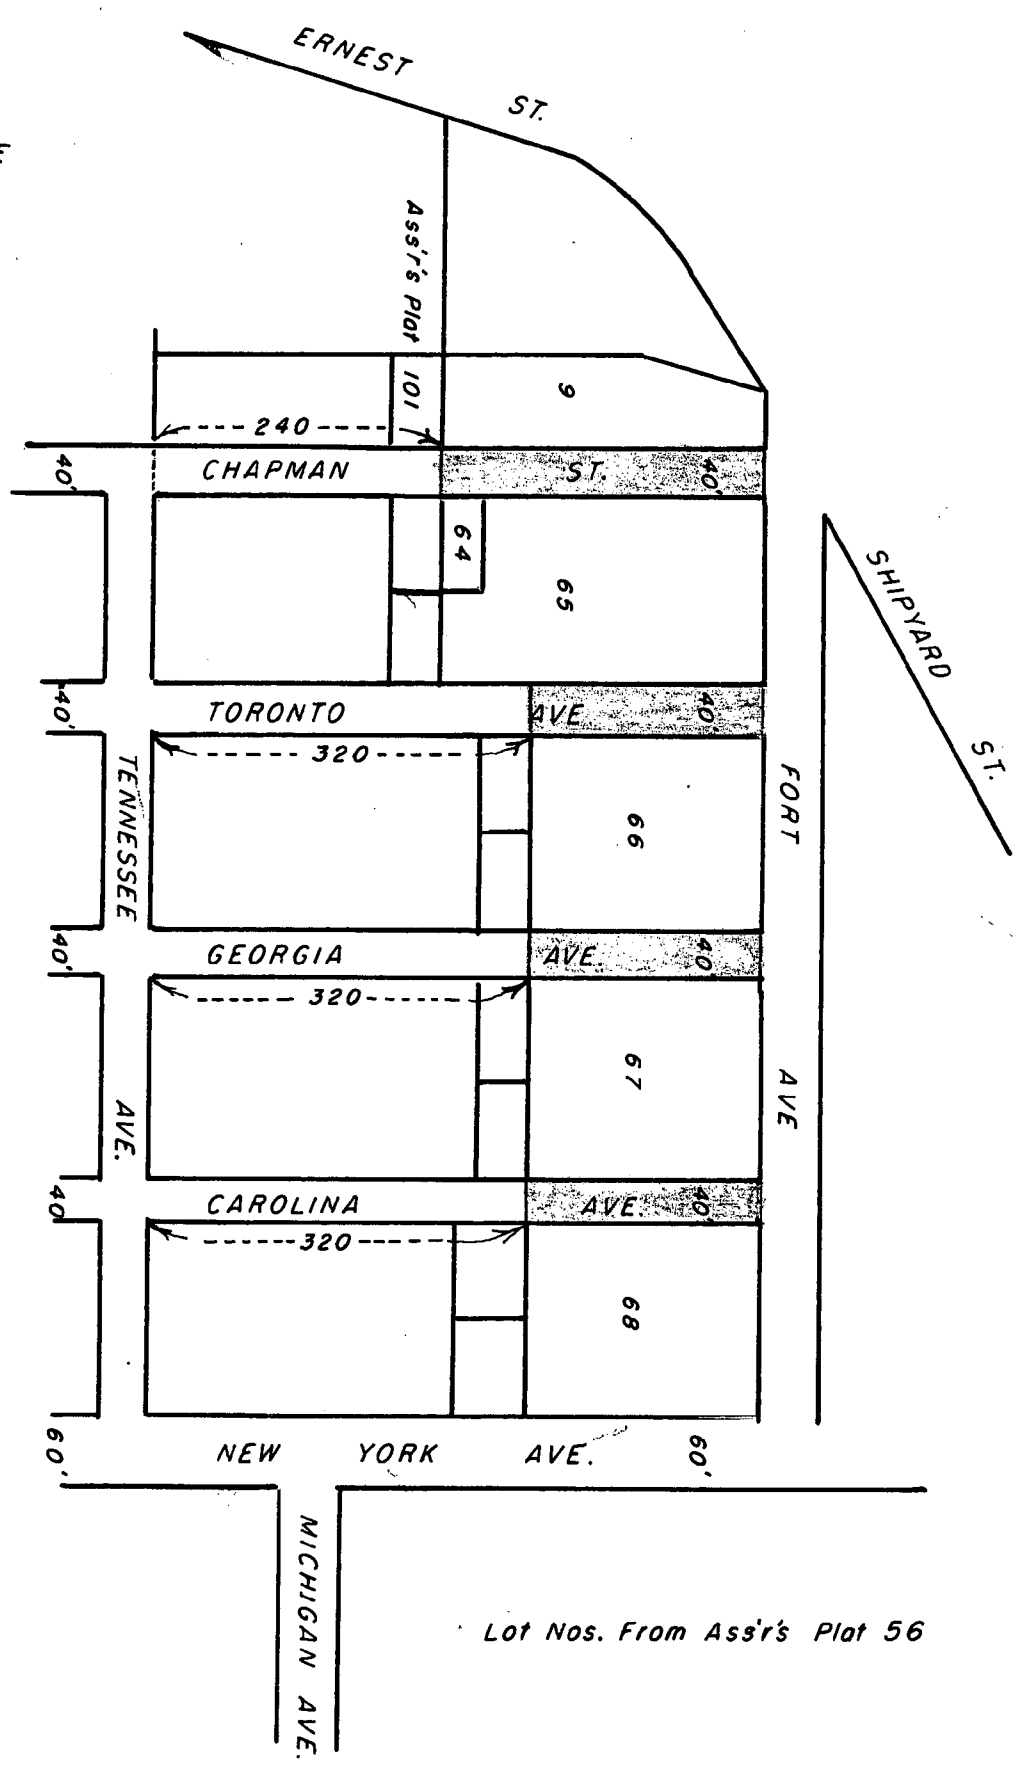 ERNEST ST.
Ass'r's Plat 101
9
240
40'
CHAPMAN ST.
40'
64
65
SHIPYARD ST.
40'
TORONTO AVE
40'
320
TENNESSEE AVE.
66
FORT AVE
40'
GEORGIA AVE.
40'
320
67
40'
CAROLINA AVE.
40'
320
68
60'
NEW YORK AVE.
60'
MICHIGAN AVE.
Lot Nos. From Ass'r's Plat 56